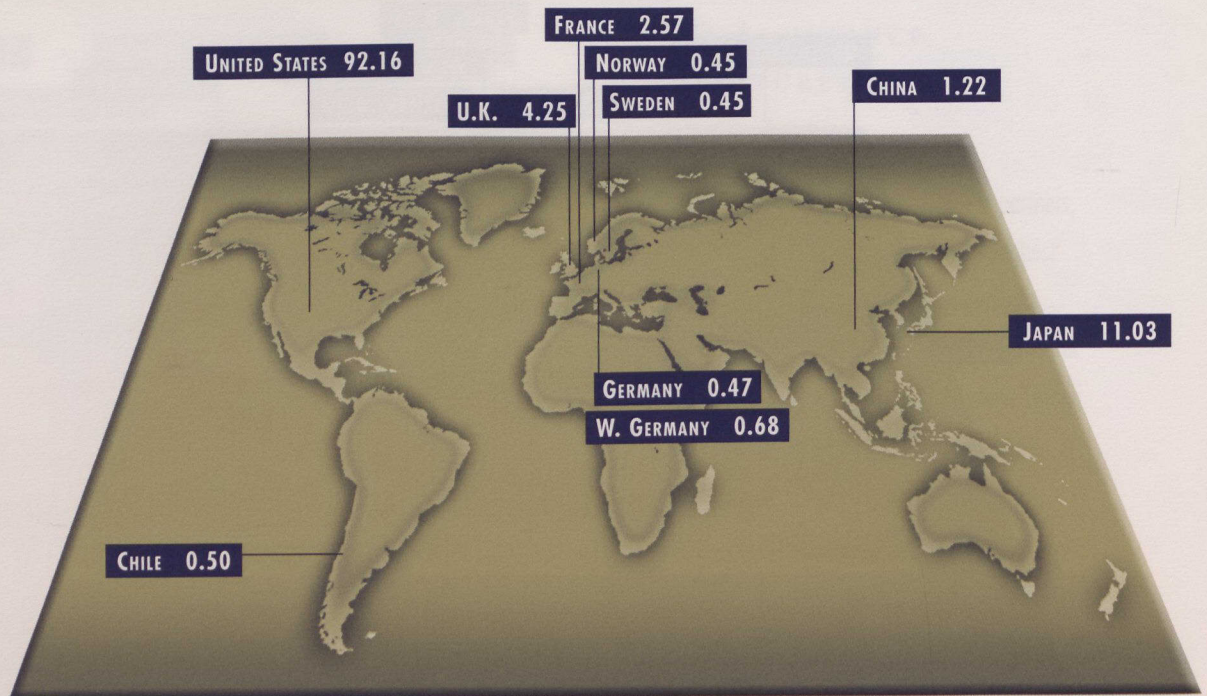 FRANCE 2.57
UNITED STATES 92.16
NORWAY 0.45
CHINA 1.22
U.K. 4.25
SWEDEN 0.45
JAPAN 11.03
GERMANY 0.47
W. GERMANY 0.68
CHILE 0.50